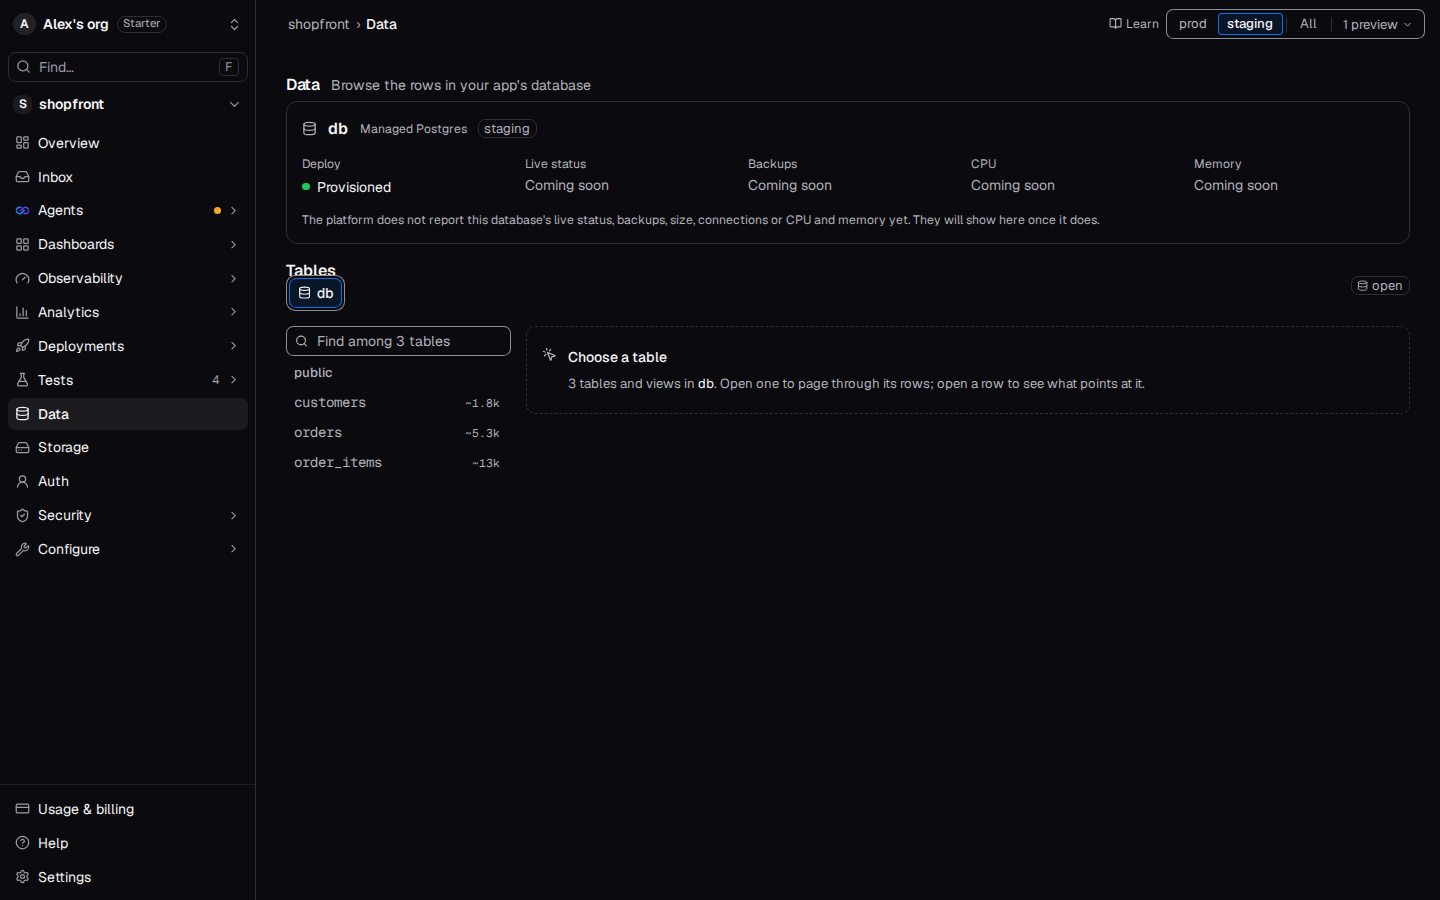 A Alex's org Starter
Find... F
S shopfront
Overview
Inbox
Agents
Dashboards
Observability
Analytics
Deployments
Tests 4
Data
Storage
Auth
Security
Configure
Usage & billing
Help
Settings
shopfront › Data
Learn prod staging All 1 preview
Data Browse the rows in your app's database
db Managed Postgres staging
Deploy Live status Backups CPU Memory
Provisioned Coming soon Coming soon Coming soon Coming soon
The platform does not report this database's live status, backups, size, connections or CPU and memory yet. They will show here once it does.
Tables
db open
Find among 3 tables
public
customers ~1.8k
orders ~5.3k
order_items ~13k
Choose a table
3 tables and views in db. Open one to page through its rows; open a row to see what points at it.